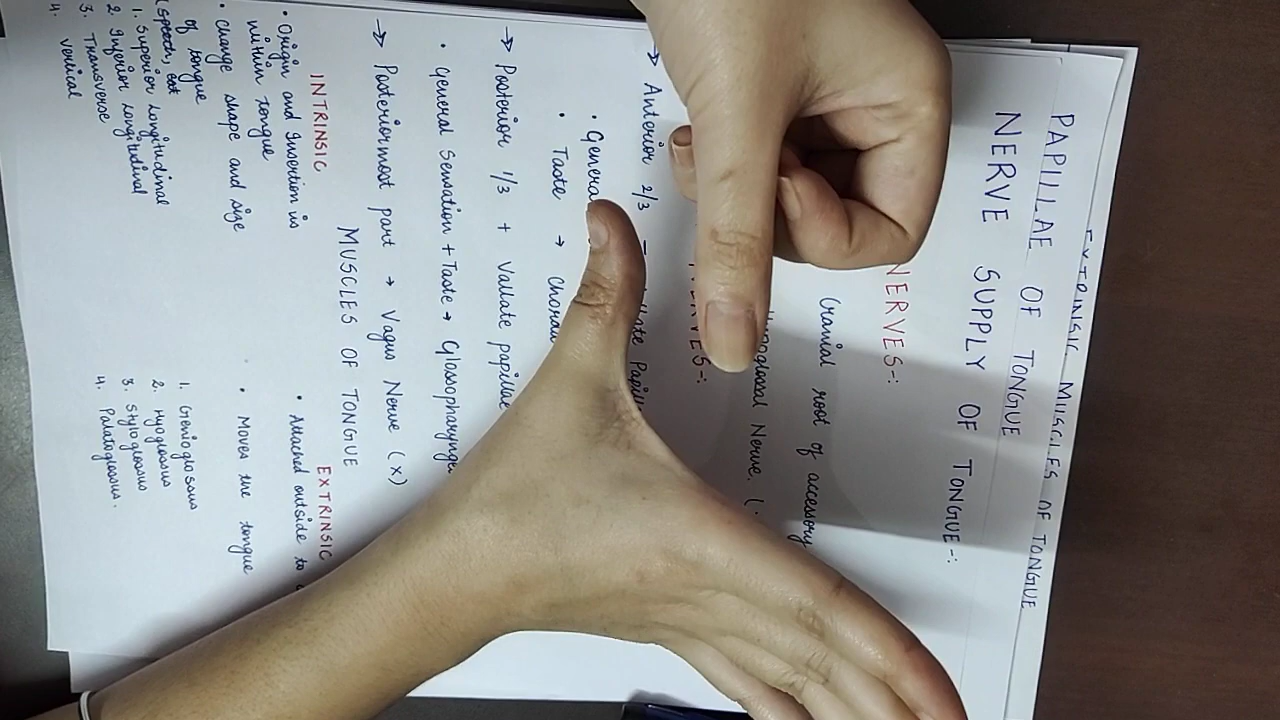 EXTRINSIC MUSCLES OF TONGUE
PAPILLAE OF TONGUE
NERVE SUPPLY OF TONGUE-:
NERVES-:
Cranial root of accessory
Nerve. (
-:
→ Anterior 2/3
• General
• Taste → Chorda
→ Posterior 1/3 + Vallate papillae
• General Sensation + Taste →
→ Posteriormost part → Vagus Nerve (X)
MUSCLES OF TONGUE
INTRINSIC
• Origin and Insertion is
within tongue
• change shape and size
of tongue
(speech,
1. Superior longitudinal
2. Inferior longitudinal
3. Transverse
4. vertical
EXTRINSIC
• Attached outside to
• Moves the tongue
1. Genioglossus
2. Hyoglossus
3. Styloglossus
4. Palatoglossus.